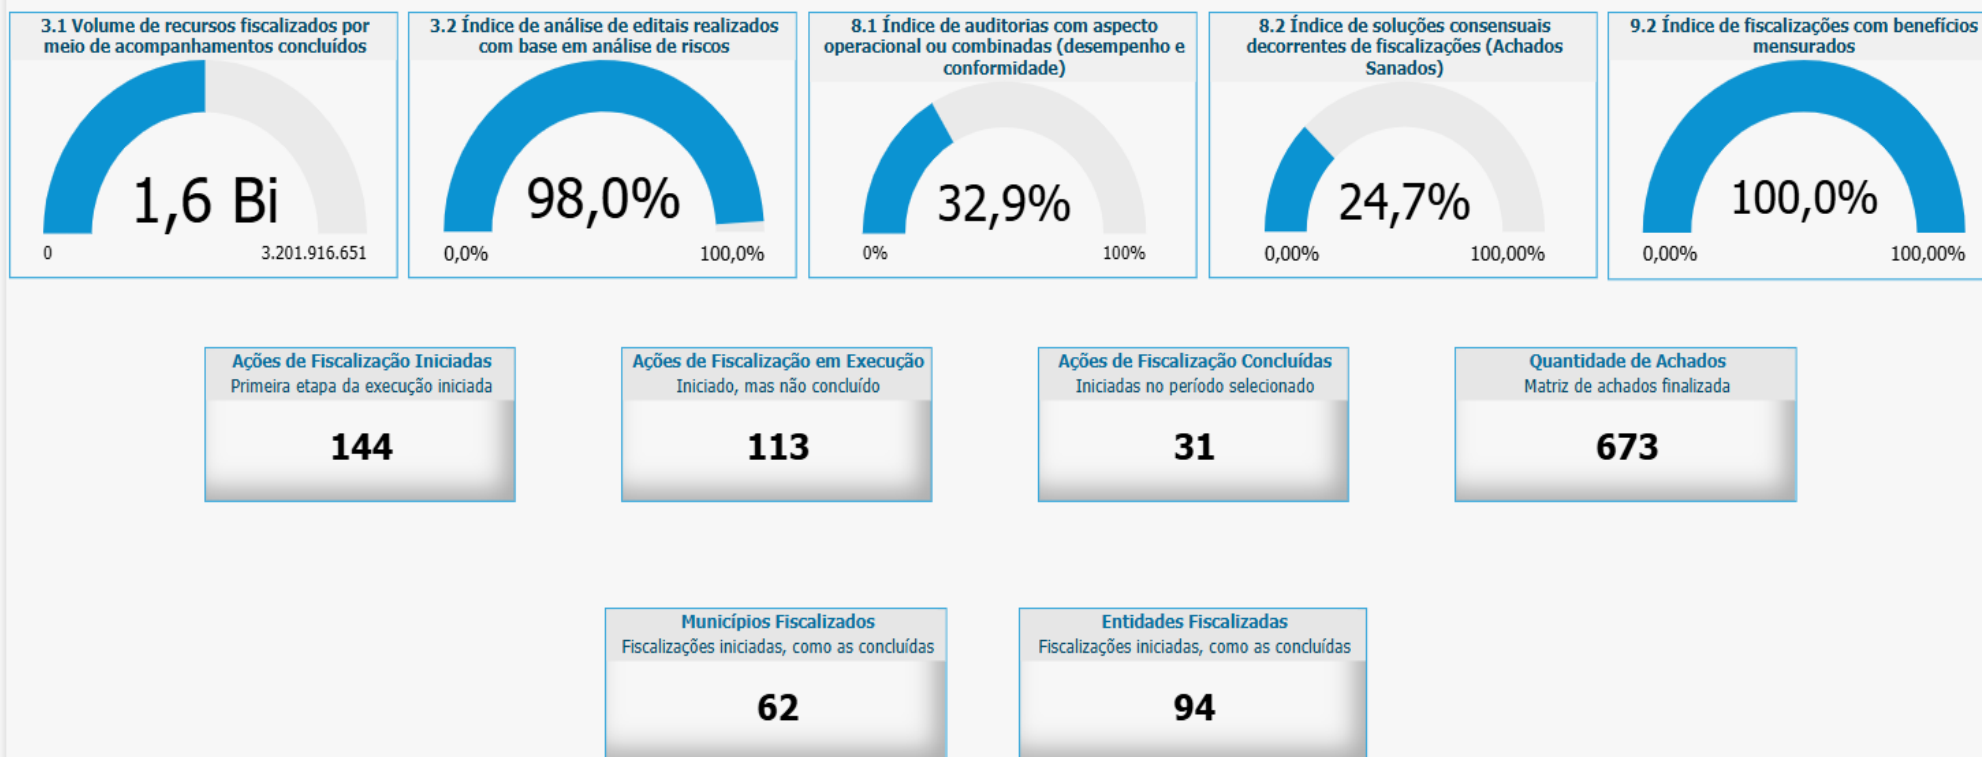 3.1 Volume de recursos fiscalizados por
meio de acompanhamentos concluídos
1,6 Bi
0
3.201.916.651
3.2 Índice de análise de editais realizados
com base em análise de riscos
98,0%
0,0%
100,0%
8.1 Índice de auditorias com aspecto
operacional ou combinadas (desempenho e
conformidade)
32,9%
0%
100%
8.2 Índice de soluções consensuais
decorrentes de fiscalizações (Achados
Sanados)
24,7%
0,00%
100,00%
9.2 Índice de fiscalizações com benefícios
mensurados
100,0%
0,00%
100,00%
Ações de Fiscalização Iniciadas
Primeira etapa da execução iniciada
144
Ações de Fiscalização em Execução
Iniciado, mas não concluído
113
Ações de Fiscalização Concluídas
Iniciadas no período selecionado
31
Quantidade de Achados
Matriz de achados finalizada
673
Municípios Fiscalizados
Fiscalizações iniciadas, como as concluídas
62
Entidades Fiscalizadas
Fiscalizações iniciadas, como as concluídas
94